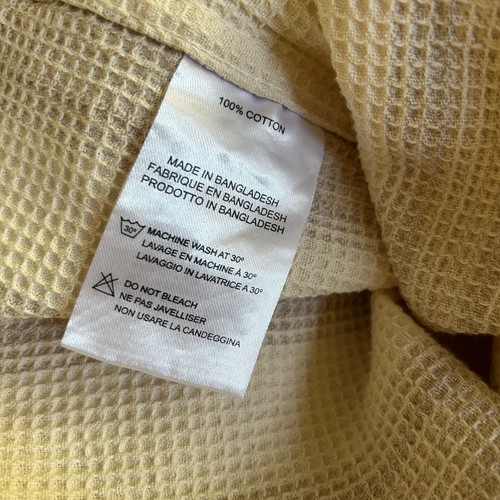 100% COTTON
MADE IN BANGLADESH
FABRIQUE EN BANGLADESH
PRODOTTO IN BANGLADESH
30° MACHINE WASH AT 30°
LAVAGE EN MACHINE À 30°
LAVAGGIO IN LAVATRICE A 30°
DO NOT BLEACH
NE PAS JAVELLISER
NON USARE LA CANDEGGINA